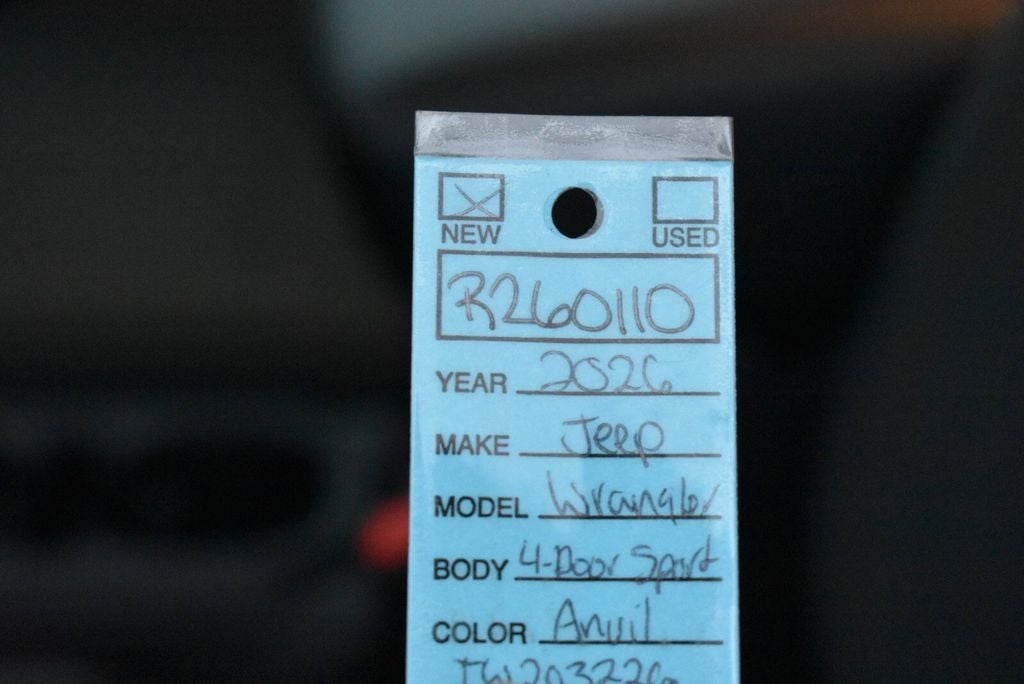 NEW USED
R260110
YEAR 2026
MAKE Jeep
MODEL Wrangler
BODY 4-Door Sport
COLOR Anvil